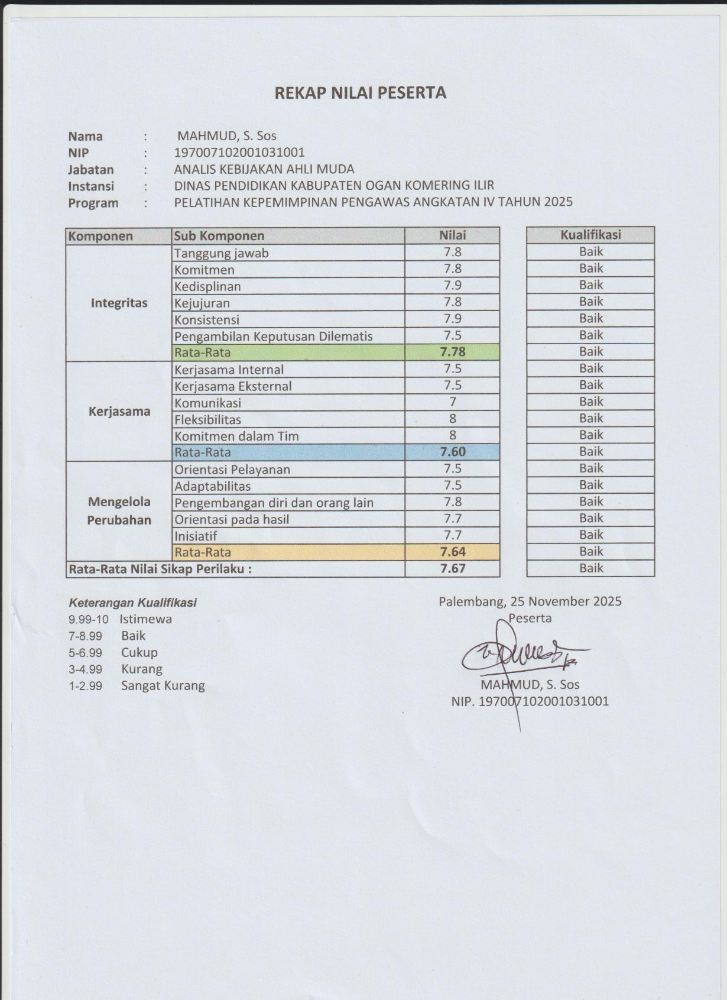 REKAP NILAI PESERTA
Nama : MAHMUD, S. Sos
NIP : 197007102001031001
Jabatan : ANALIS KEBIJAKAN AHLI MUDA
Instansi : DINAS PENDIDIKAN KABUPATEN OGAN KOMERING ILIR
Program : PELATIHAN KEPEMIMPINAN PENGAWAS ANGKATAN IV TAHUN 2025
Komponen Sub Komponen Nilai Kualifikasi
Tanggung jawab 7.8 Baik
Komitmen 7.8 Baik
Kedisplinan 7.9 Baik
Integritas Kejujuran 7.8 Baik
Konsistensi 7.9 Baik
Pengambilan Keputusan Dilematis 7.5 Baik
Rata-Rata 7.78 Baik
Kerjasama Internal 7.5 Baik
Kerjasama Eksternal 7.5 Baik
Komunikasi 7 Baik
Kerjasama
Fleksibilitas 8 Baik
Komitmen dalam Tim 8 Baik
Rata-Rata 7.60 Baik
Orientasi Pelayanan 7.5 Baik
Adaptabilitas 7.5 Baik
Mengelola Pengembangan diri dan orang lain 7.8 Baik
Perubahan Orientasi pada hasil 7.7 Baik
Inisiatif 7.7 Baik
Rata-Rata 7.64 Baik
Rata-Rata Nilai Sikap Perilaku : 7.67 Baik
Keterangan Kualifikasi
9.99-10 Istimewa
7-8.99 Baik
5-6.99 Cukup
3-4.99 Kurang
1-2.99 Sangat Kurang
Palembang, 25 November 2025
Peserta
MAHMUD, S. Sos
NIP. 197007102001031001